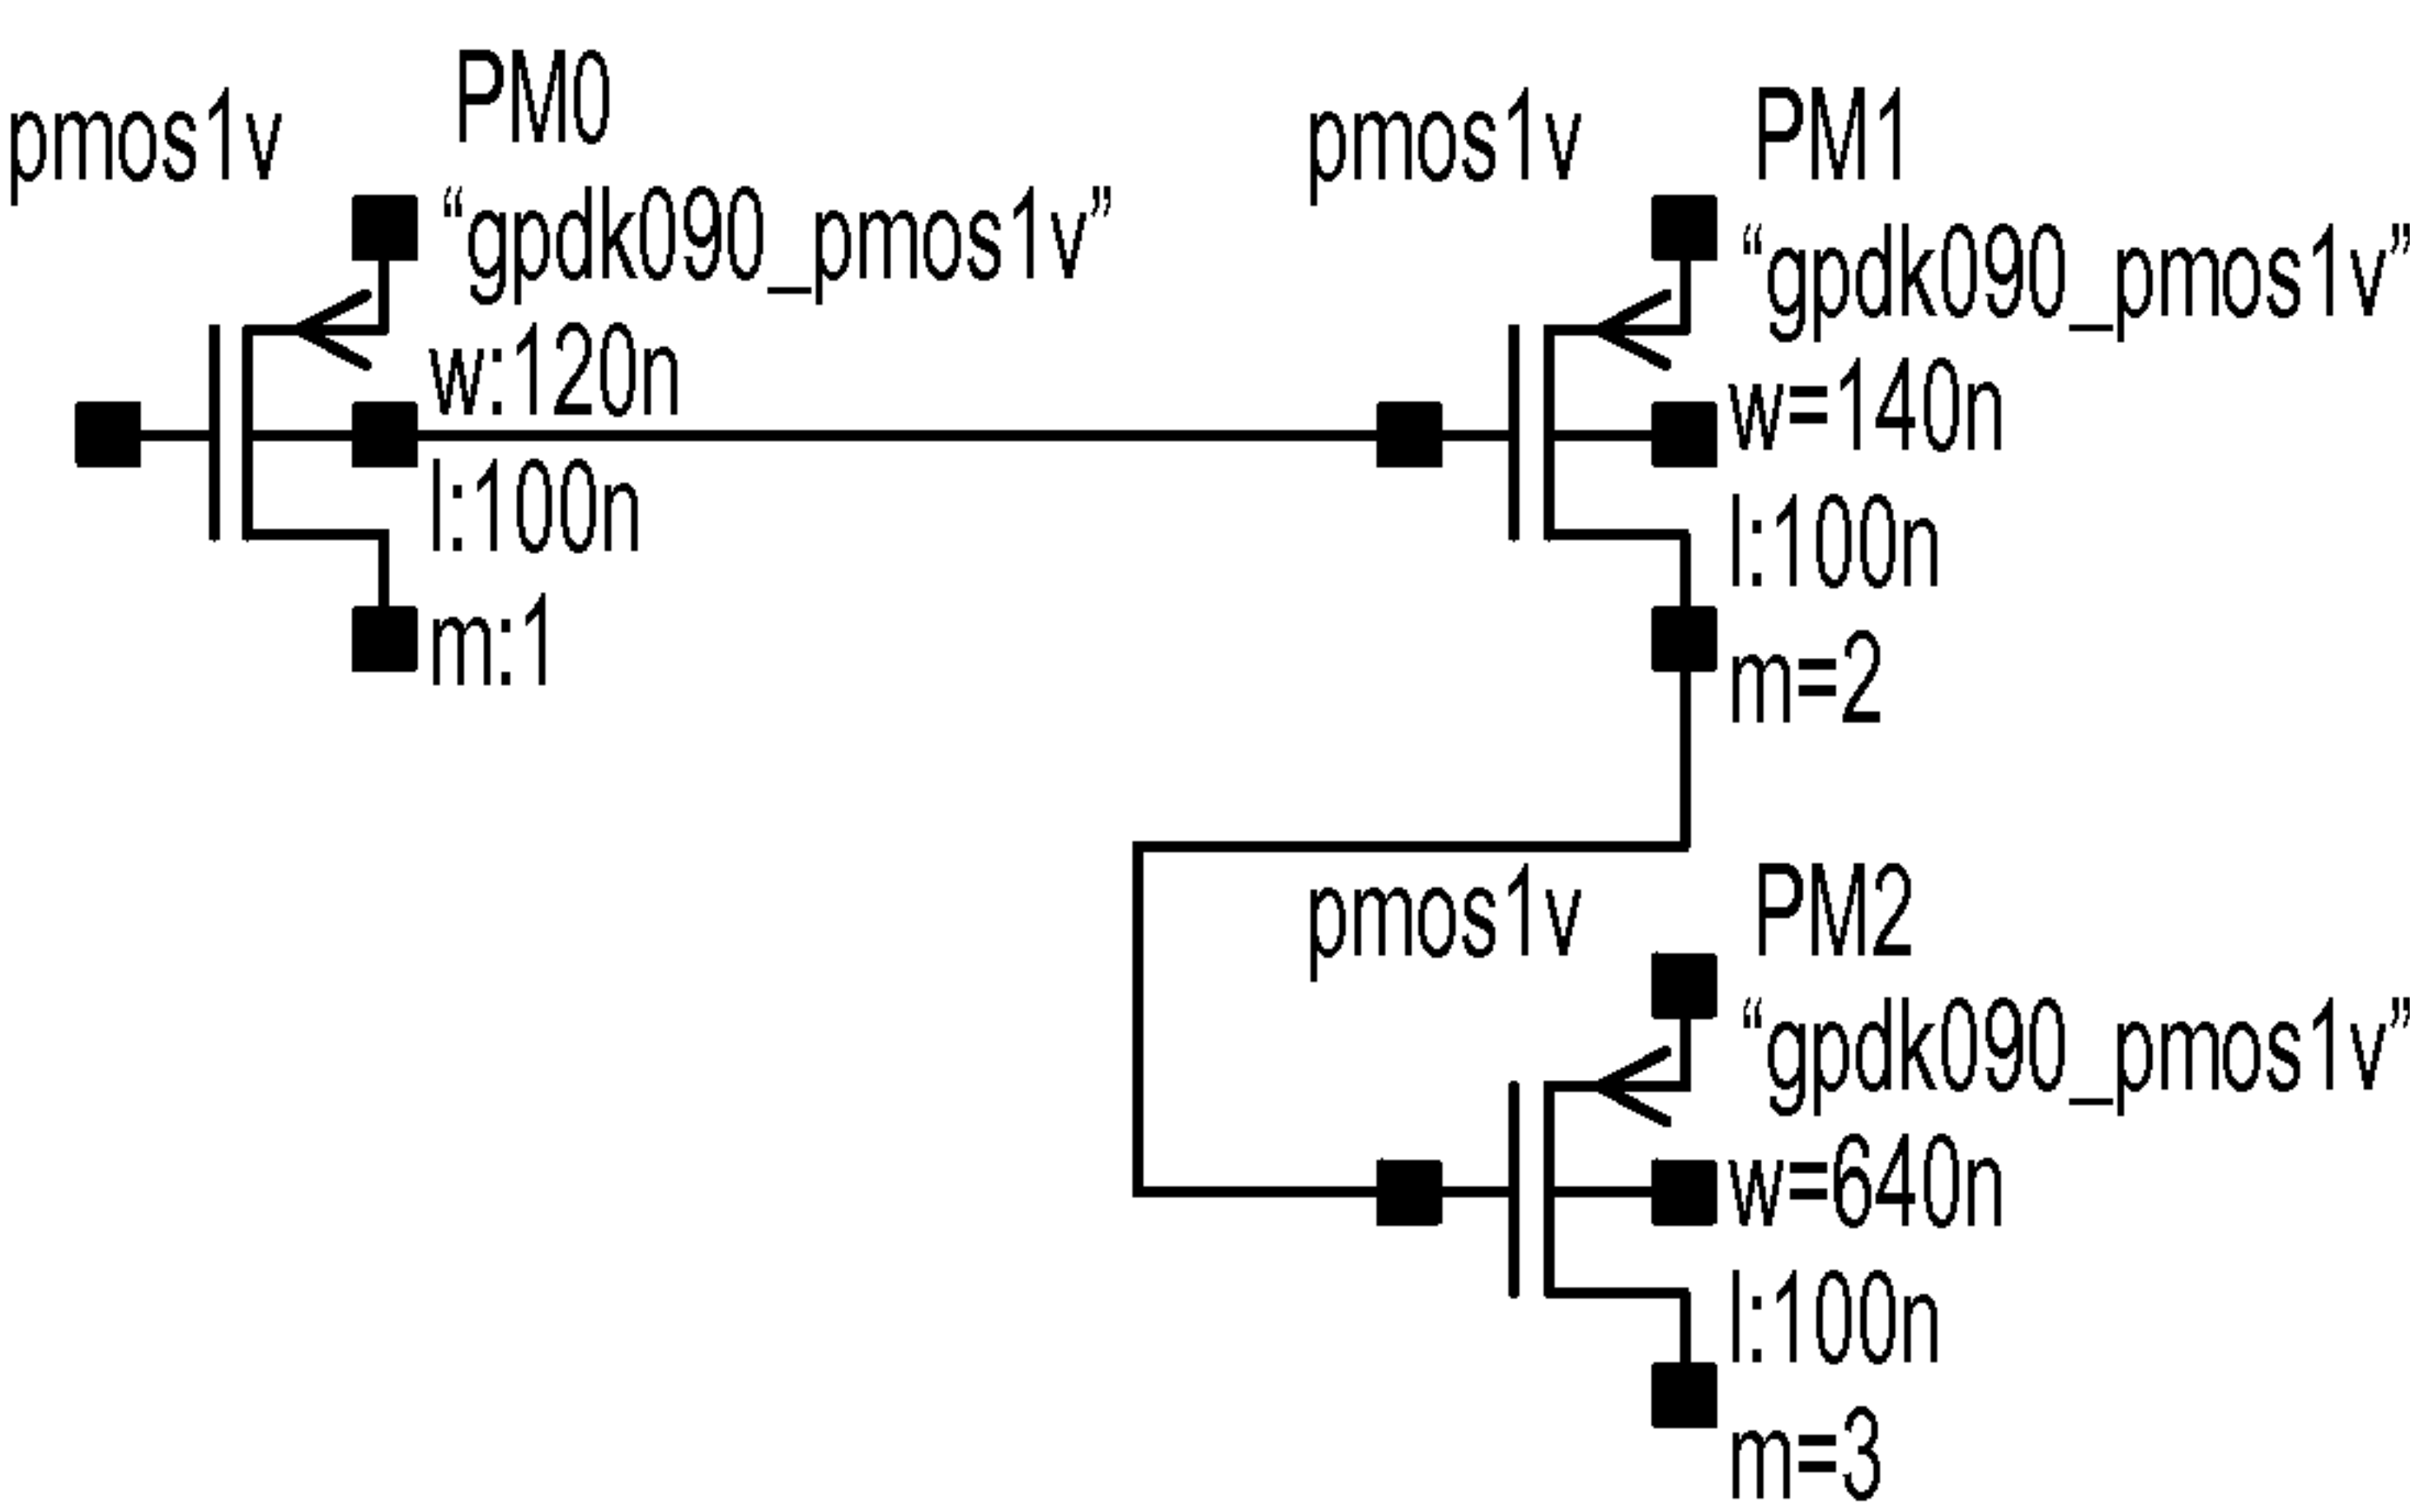 pmos1v
PM0
“gpdk090_pmos1v”
w:120n
l:100n
m:1
pmos1v
PM1
“gpdk090_pmos1v”
w=140n
l:100n
m=2
pmos1v
PM2
“gpdk090_pmos1v”
w=640n
l:100n
m=3